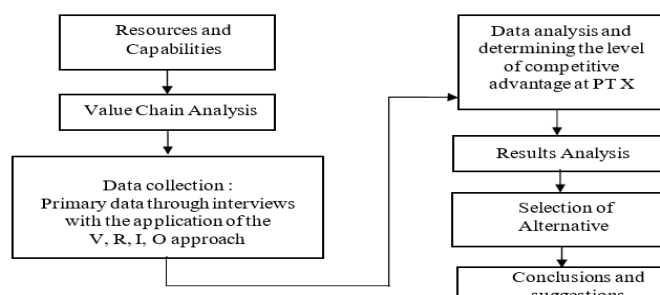 Resources and
Capabilities
Value Chain Analysis
Data collection :
Primary data through interviews
with the application of the
V, R, I, O approach
Data analysis and
determining the level
of competitive
advantage at PT X
Results Analysis
Selection of
Alternative
Conclusions and
suggestions